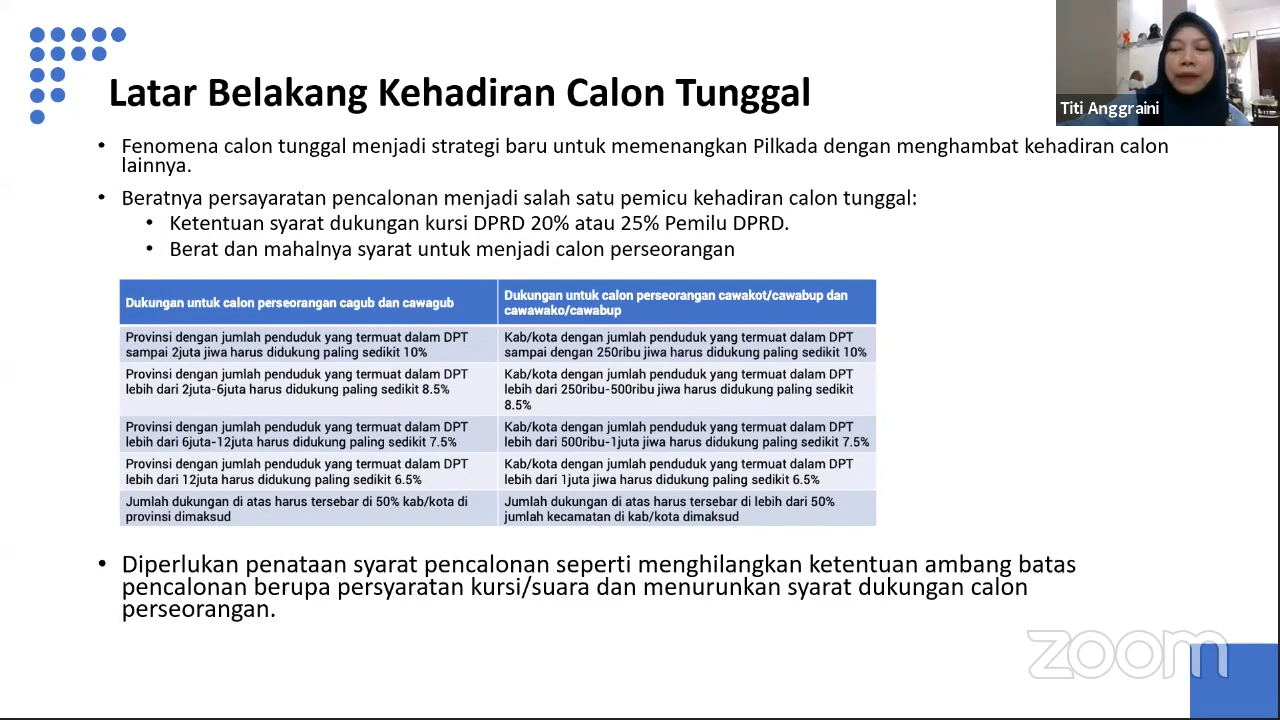 Latar Belakang Kehadiran Calon Tunggal
Titi Anggraini
• Fenomena calon tunggal menjadi strategi baru untuk memenangkan Pilkada dengan menghambat kehadiran calon
lainnya.
• Beratnya persayaratan pencalonan menjadi salah satu pemicu kehadiran calon tunggal:
• Ketentuan syarat dukungan kursi DPRD 20% atau 25% Pemilu DPRD.
• Berat dan mahalnya syarat untuk menjadi calon perseorangan
Dukungan untuk calon perseorangan cagub dan cawagub
Dukungan untuk calon perseorangan cawakot/cawabup dan
cawawako/cawabup
Provinsi dengan jumlah penduduk yang termuat dalam DPT
sampai 2juta jiwa harus didukung paling sedikit 10%
Kab/kota dengan jumlah penduduk yang termuat dalam DPT
sampai dengan 250ribu jiwa harus didukung paling sedikit 10%
Provinsi dengan jumlah penduduk yang termuat dalam DPT
lebih dari 2juta-6juta harus didukung paling sedikit 8.5%
Kab/kota dengan jumlah penduduk yang termuat dalam DPT
lebih dari 250ribu-500ribu jiwa harus didukung paling sedikit
8.5%
Provinsi dengan jumlah penduduk yang termuat dalam DPT
lebih dari 6juta-12juta harus didukung paling sedikit 7.5%
Kab/kota dengan jumlah penduduk yang termuat dalam DPT
lebih dari 500ribu-1juta jiwa harus didukung paling sedikit 7.5%
Provinsi dengan jumlah penduduk yang termuat dalam DPT
lebih dari 12juta harus didukung paling sedikit 6.5%
Kab/kota dengan jumlah penduduk yang termuat dalam DPT
lebih dari 1juta jiwa harus didukung paling sedikit 6.5%
Jumlah dukungan di atas harus tersebar di 50% kab/kota di
provinsi dimaksud
Jumlah dukungan di atas harus tersebar di lebih dari 50%
jumlah kecamatan di kab/kota dimaksud
• Diperlukan penataan syarat pencalonan seperti menghilangkan ketentuan ambang batas
pencalonan berupa persyaratan kursi/suara dan menurunkan syarat dukungan calon
perseorangan.
zoom